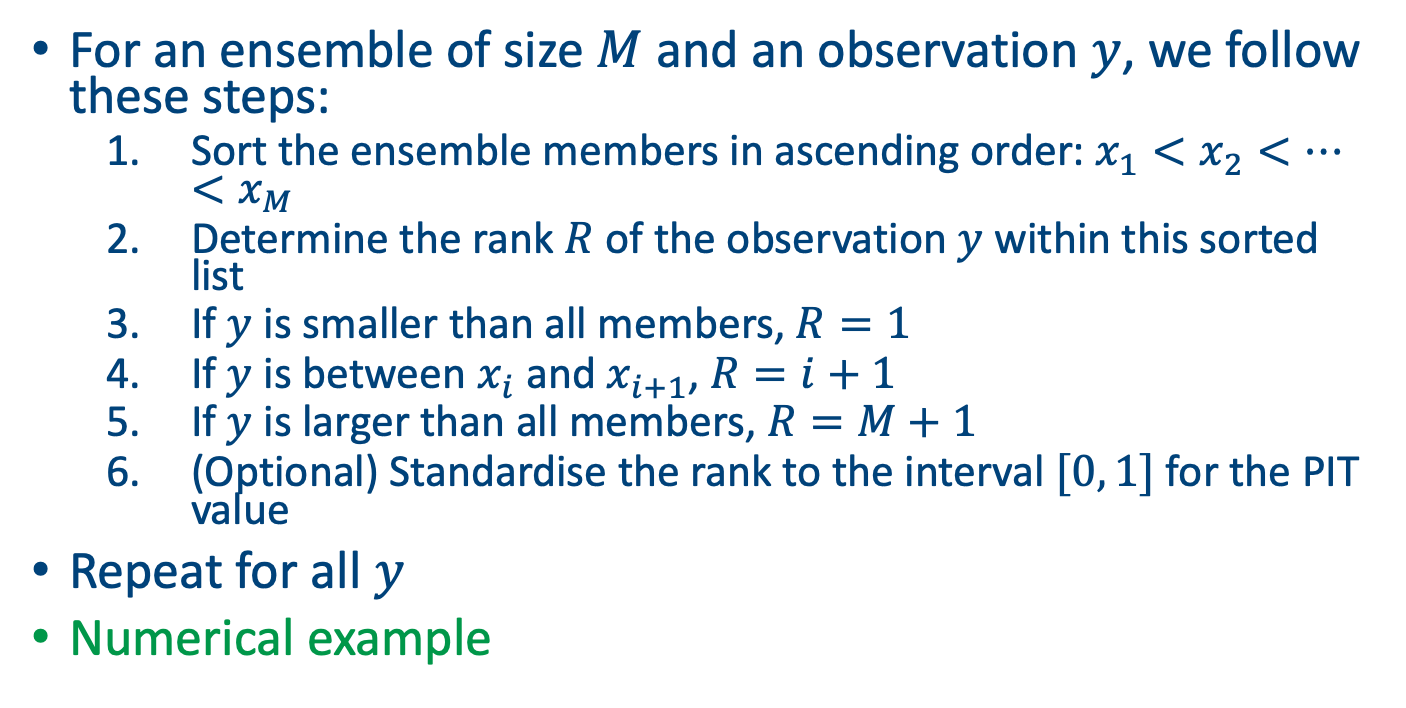 • For an ensemble of size 𝑀 and an observation 𝑦, we follow
these steps:
1. Sort the ensemble members in ascending order: 𝑥₁ < 𝑥₂ < ⋯
< 𝑥_𝑀
2. Determine the rank 𝑅 of the observation 𝑦 within this sorted
list
3. If 𝑦 is smaller than all members, 𝑅 = 1
4. If 𝑦 is between 𝑥ᵢ and 𝑥ᵢ₊₁, 𝑅 = 𝑖 + 1
5. If 𝑦 is larger than all members, 𝑅 = 𝑀 + 1
6. (Optional) Standardise the rank to the interval [0, 1] for the PIT
value
• Repeat for all 𝑦
• Numerical example